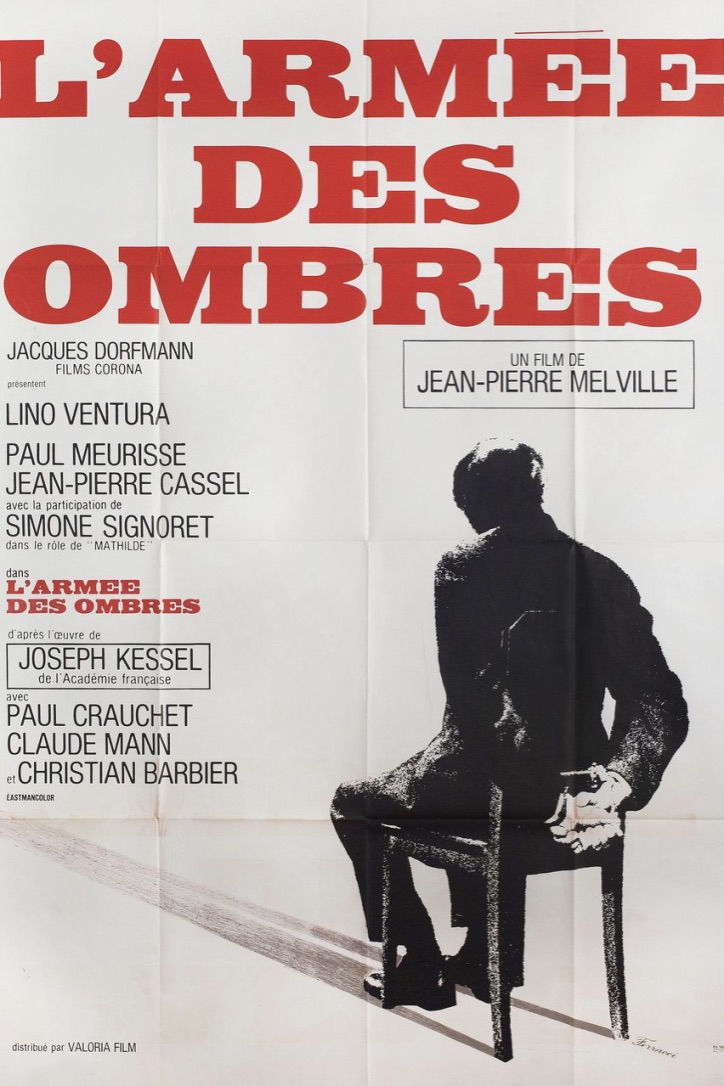 L'ARMÉE
DES
OMBRES
JACQUES DORFMANN
FILMS CORONA
présentent
UN FILM DE
JEAN-PIERRE MELVILLE
LINO VENTURA
PAUL MEURISSE
JEAN-PIERRE CASSEL
avec la participation de
SIMONE SIGNORET
dans le rôle de "MATHILDE"
dans
L'ARMEE
DES OMBRES
d'après l'œuvre de
JOSEPH KESSEL
de l'Académie française
avec
PAUL CRAUCHET
CLAUDE MANN
et CHRISTIAN BARBIER
EASTMANCOLOR
distribué par VALORIA FILM
Ferracci